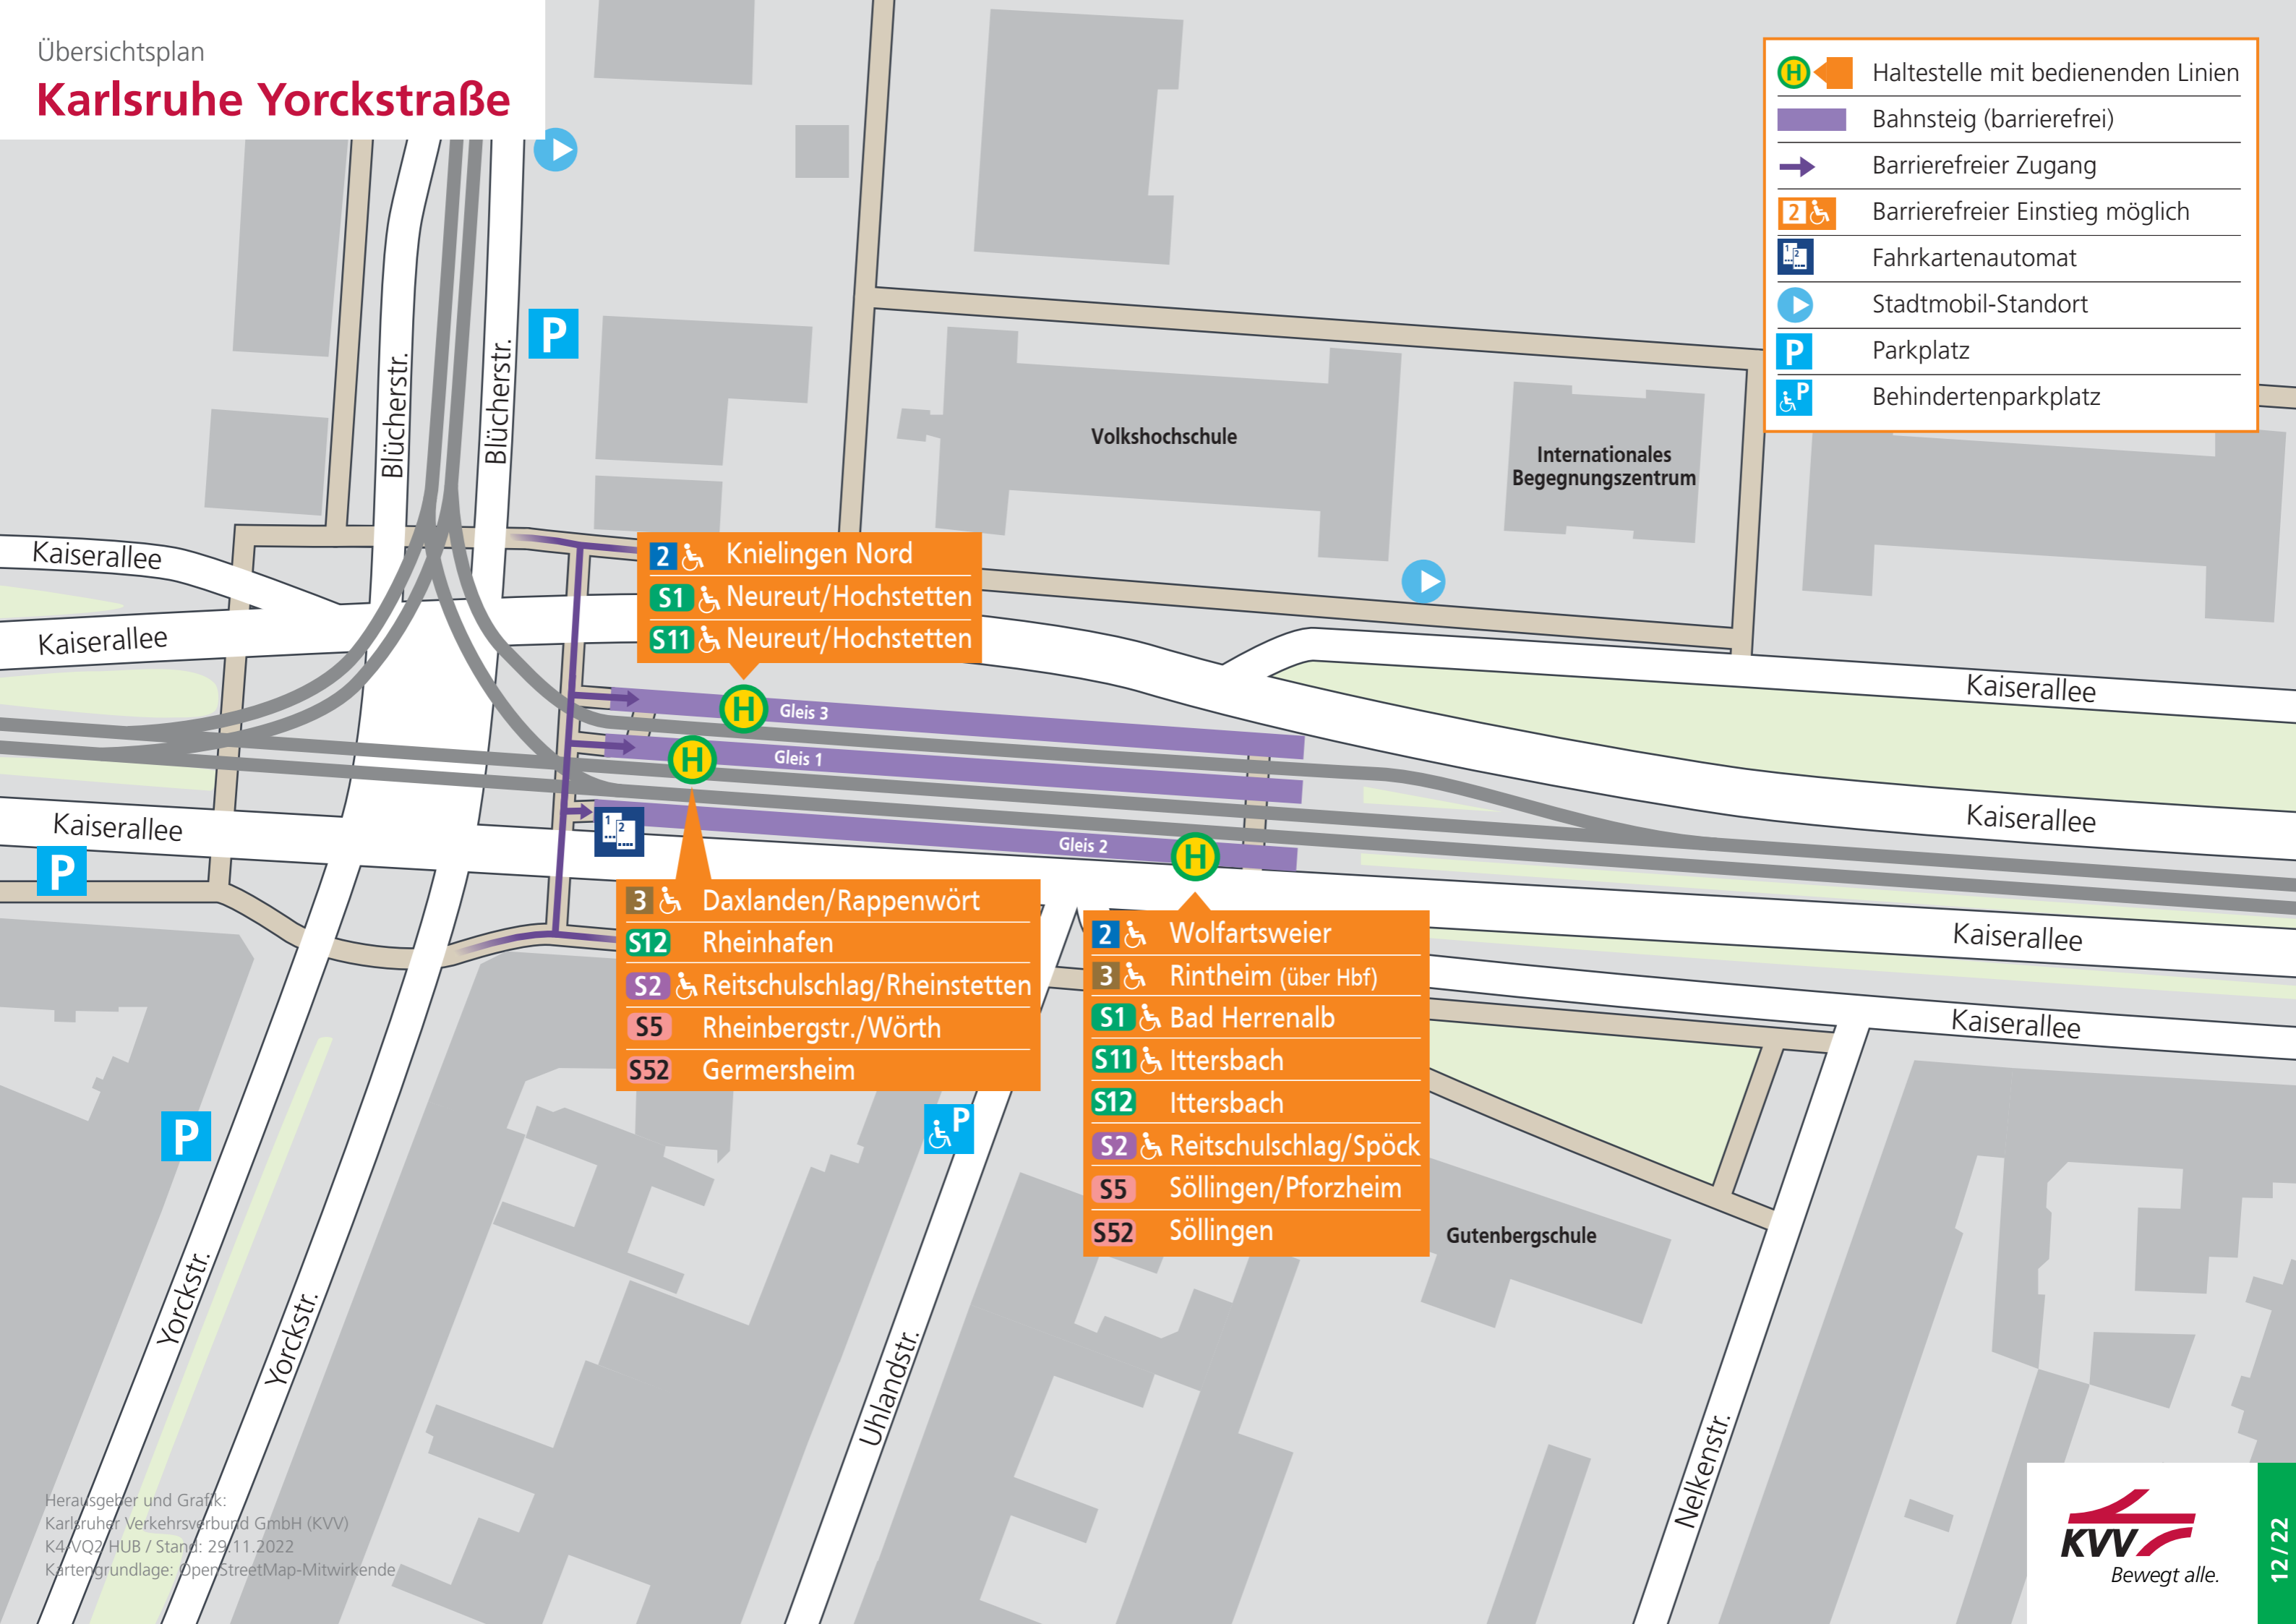 Übersichtsplan
Karlsruhe Yorckstraße
H Haltestelle mit bedienenden Linien
Bahnsteig (barrierefrei)
Barrierefreier Zugang
2 Barrierefreier Einstieg möglich
1 2 Fahrkartenautomat
Stadtmobil-Standort
P Parkplatz
P Behindertenparkplatz
P
Blücherstr.
Blücherstr.
Volkshochschule
Internationales
Begegnungszentrum
Kaiserallee
Kaiserallee
2 Knielingen Nord
S1 Neureut/Hochstetten
S11 Neureut/Hochstetten
Kaiserallee
H Gleis 3
H Gleis 1
Kaiserallee
Kaiserallee
1 2
Gleis 2 H
P
3 Daxlanden/Rappenwört
S12 Rheinhafen
S2 Reitschulschlag/Rheinstetten
S5 Rheinbergstr./Wörth
S52 Germersheim
2 Wolfartsweier
3 Rintheim (über Hbf)
S1 Bad Herrenalb
S11 Ittersbach
S12 Ittersbach
S2 Reitschulschlag/Spöck
S5 Söllingen/Pforzheim
S52 Söllingen
Kaiserallee
Kaiserallee
P
P
Gutenbergschule
Yorckstr.
Yorckstr.
Uhlandstr.
Nelkenstr.
Herausgeber und Grafik:
Karlsruher Verkehrsverbund GmbH (KVV)
K4/VQ2 HUB / Stand: 29.11.2022
Kartengrundlage: OpenStreetMap-Mitwirkende
KVV
Bewegt alle.
12 / 22